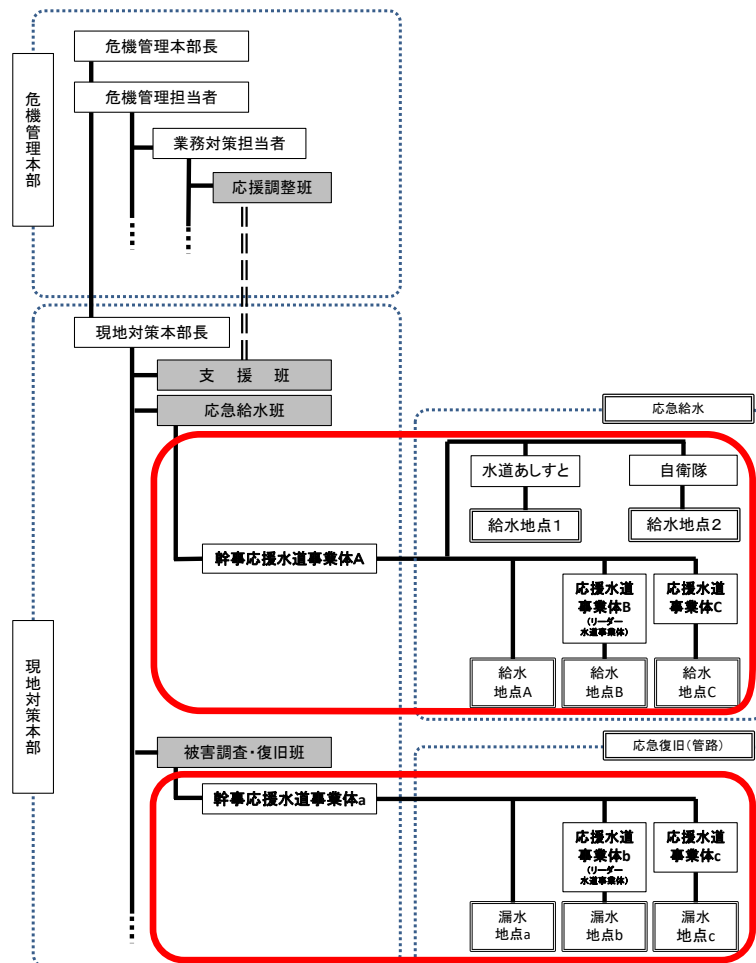 危機管理本部
危機管理本部長
危機管理担当者
業務対策担当者
応援調整班
現地対策本部
現地対策本部長
支　援　班
応急給水班
応急給水
水道あしすと
自衛隊
給水地点1
給水地点2
幹事応援水道事業体A
応援水道
事業体B
(リーダー
水道事業体)
応援水道
事業体C
給水
地点A
給水
地点B
給水
地点C
被害調査・復旧班
応急復旧(管路)
幹事応援水道事業体a
応援水道
事業体b
(リーダー
水道事業体)
応援水道
事業体c
漏水
地点a
漏水
地点b
漏水
地点c